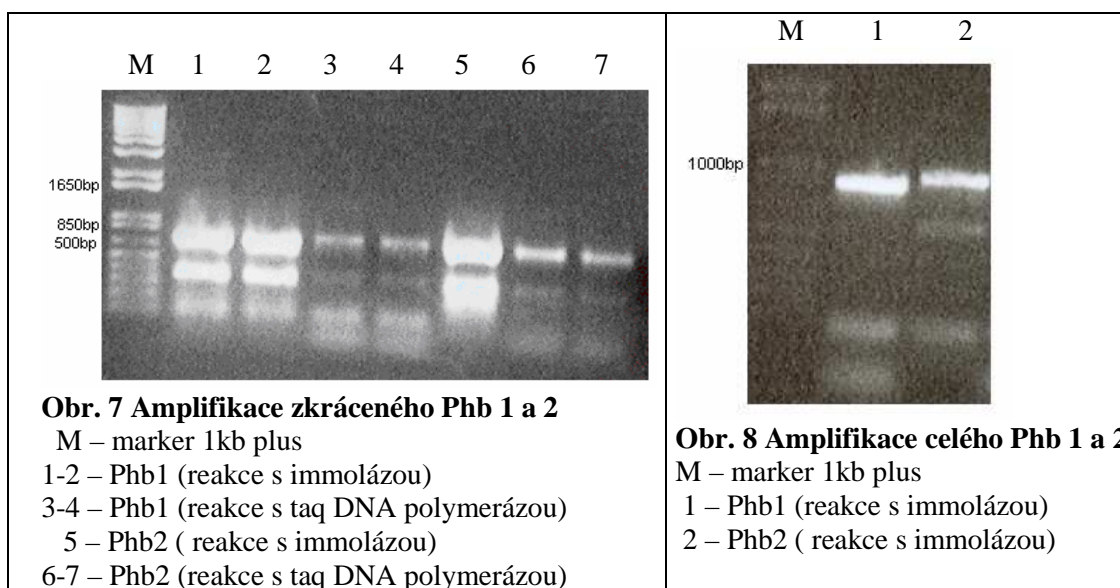 M 1 2 3 4 5 6 7
1650bp
850bp
500bp
Obr. 7 Amplifikace zkráceného Phb 1 a 2
M – marker 1kb plus
1-2 – Phb1 (reakce s immolázou)
3-4 – Phb1 (reakce s taq DNA polymerázou)
5 – Phb2 ( reakce s immolázou)
6-7 – Phb2 (reakce s taq DNA polymerázou)
M 1 2
1000bp
Obr. 8 Amplifikace celého Phb 1 a 2
M – marker 1kb plus
1 – Phb1 (reakce s immolázou)
2 – Phb2 ( reakce s immolázou)